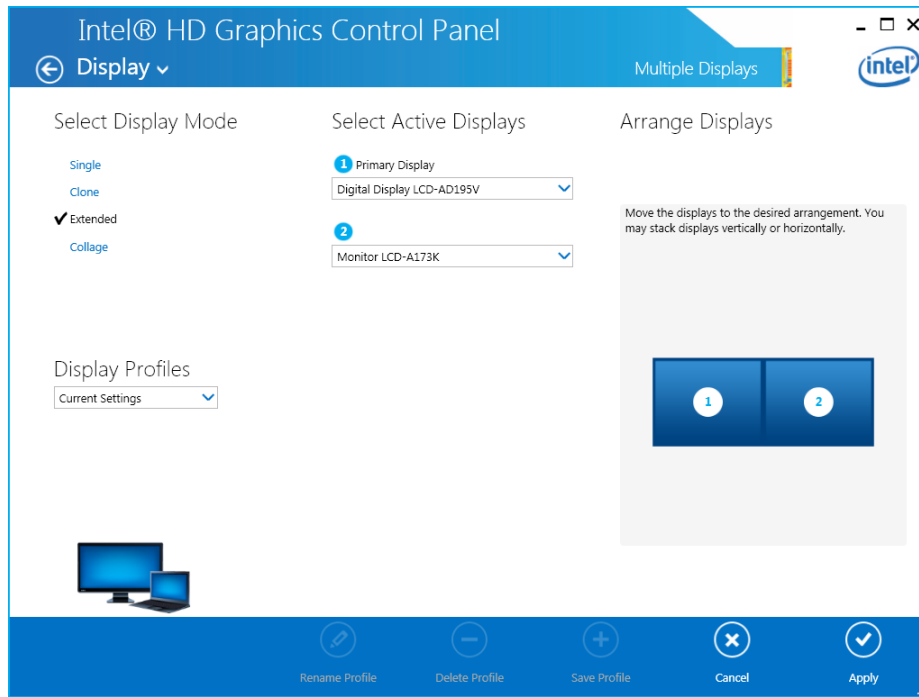 Intel® HD Graphics Control Panel
Display
Multiple Displays
intel
Select Display Mode
Single
Clone
Extended
Collage
Select Active Displays
1 Primary Display
Digital Display LCD-AD195V
2
Monitor LCD-A173K
Arrange Displays
Move the displays to the desired arrangement. You
may stack displays vertically or horizontally.
1
2
Display Profiles
Current Settings
Rename Profile
Delete Profile
Save Profile
Cancel
Apply